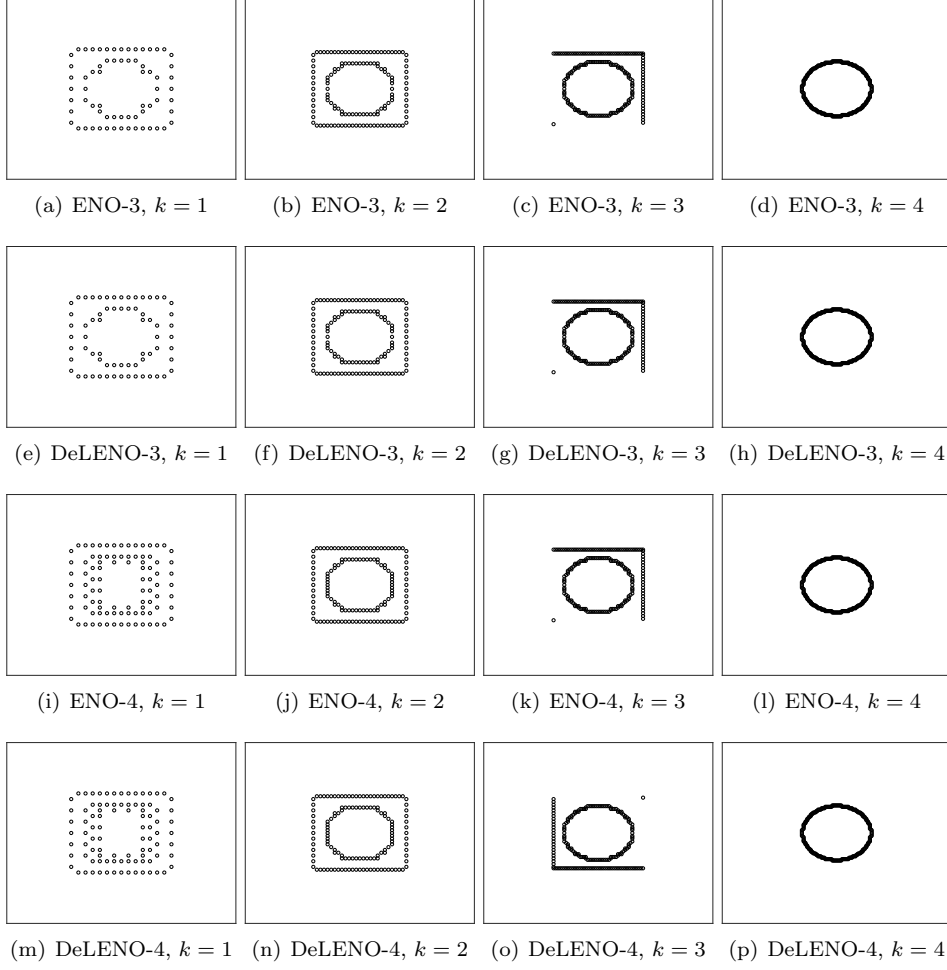 (a) ENO-3, k = 1
(b) ENO-3, k = 2
(c) ENO-3, k = 3
(d) ENO-3, k = 4
(e) DeLENO-3, k = 1
(f) DeLENO-3, k = 2
(g) DeLENO-3, k = 3
(h) DeLENO-3, k = 4
(i) ENO-4, k = 1
(j) ENO-4, k = 2
(k) ENO-4, k = 3
(l) ENO-4, k = 4
(m) DeLENO-4, k = 1
(n) DeLENO-4, k = 2
(o) DeLENO-4, k = 3
(p) DeLENO-4, k = 4